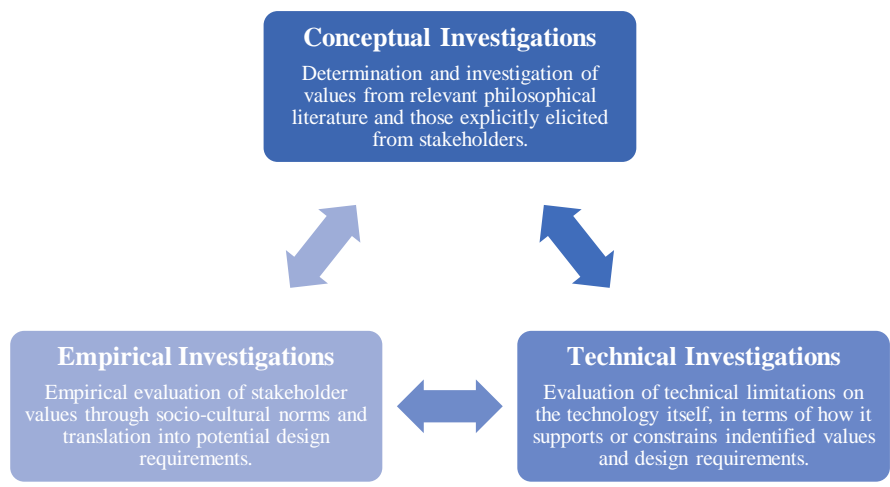 Conceptual Investigations
Determination and investigation of
values from relevant philosophical
literature and those explicitly elicited
from stakeholders.
Empirical Investigations
Empirical evaluation of stakeholder
values through socio-cultural norms and
translation into potential design
requirements.
Technical Investigations
Evaluation of technical limitations on
the technology itself, in terms of how it
supports or constrains indentified values
and design requirements.